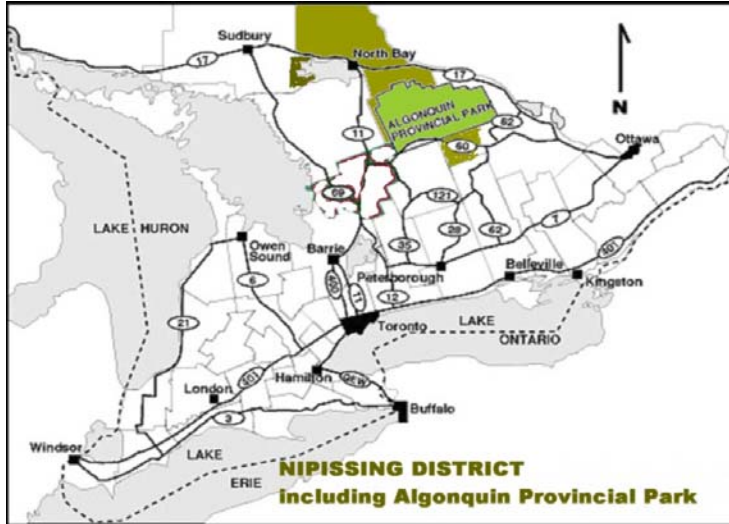 Sudbury
North Bay
17
17
ALGONQUIN
PROVINCIAL PARK
N
11
62
60
Ottawa
69
121
LAKE HURON
7
Owen
Sound
Barrie
35
28
62
401
Belleville
6
Peterborough
400
11
12
Kingston
21
Toronto
LAKE
ONTARIO
Hamilton
QEW
401
London
3
Buffalo
Windsor
LAKE
ERIE
NIPISSING DISTRICT
including Algonquin Provincial Park